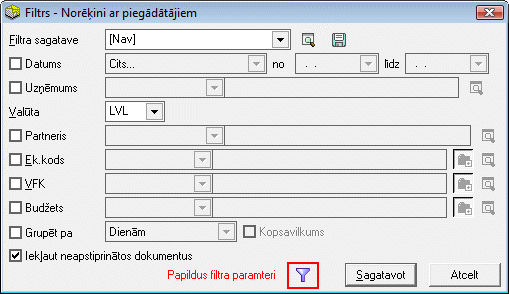 Filtrs - Norēķini ar piegādātājiem
Filtra sagatave [Nav]
Datums Cits... no . . līdz . .
Uzņēmums
Valūta LVL
Partneris
Ek.kods
VFK
Budžets
Grupēt pa Dienām Kopsavilkums
Iekļaut neapstiprinātos dokumentus
Papildus filtra paramteri Sagatavot Atcelt